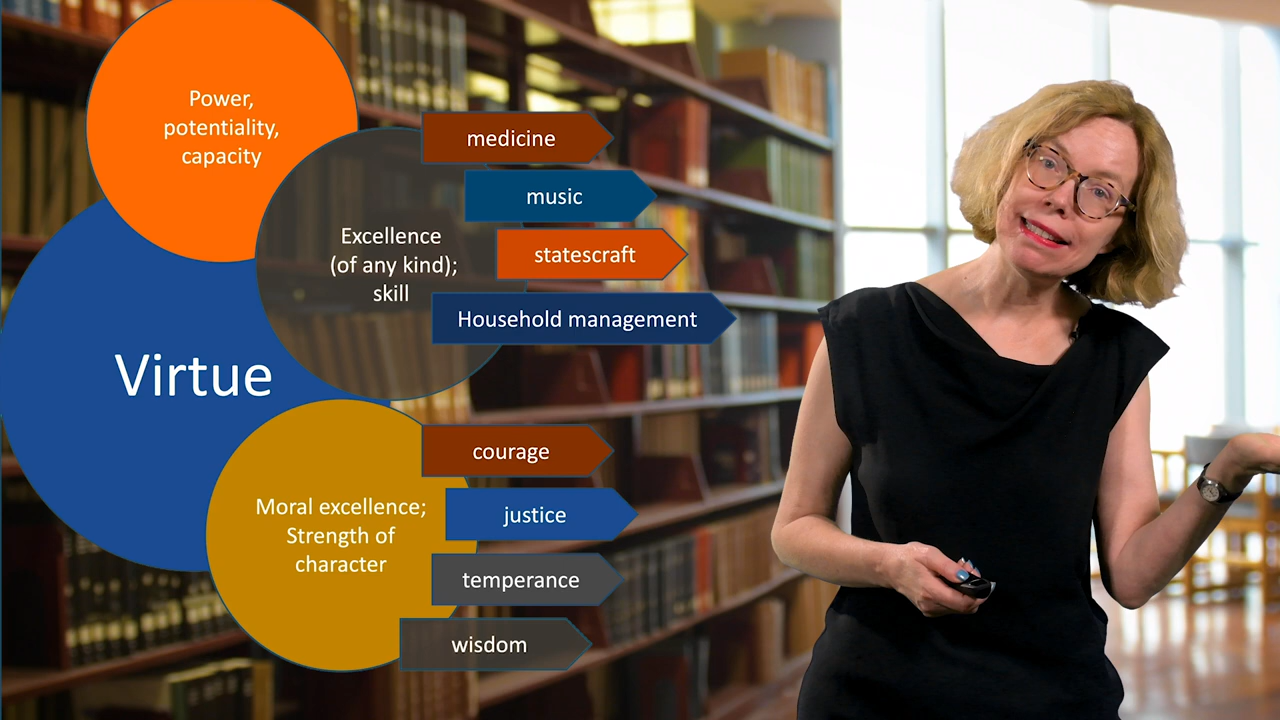 Power,
potentiality,
capacity
Excellence
(of any kind);
skill
medicine
music
statescraft
Household management
Virtue
Moral excellence;
Strength of
character
courage
justice
temperance
wisdom